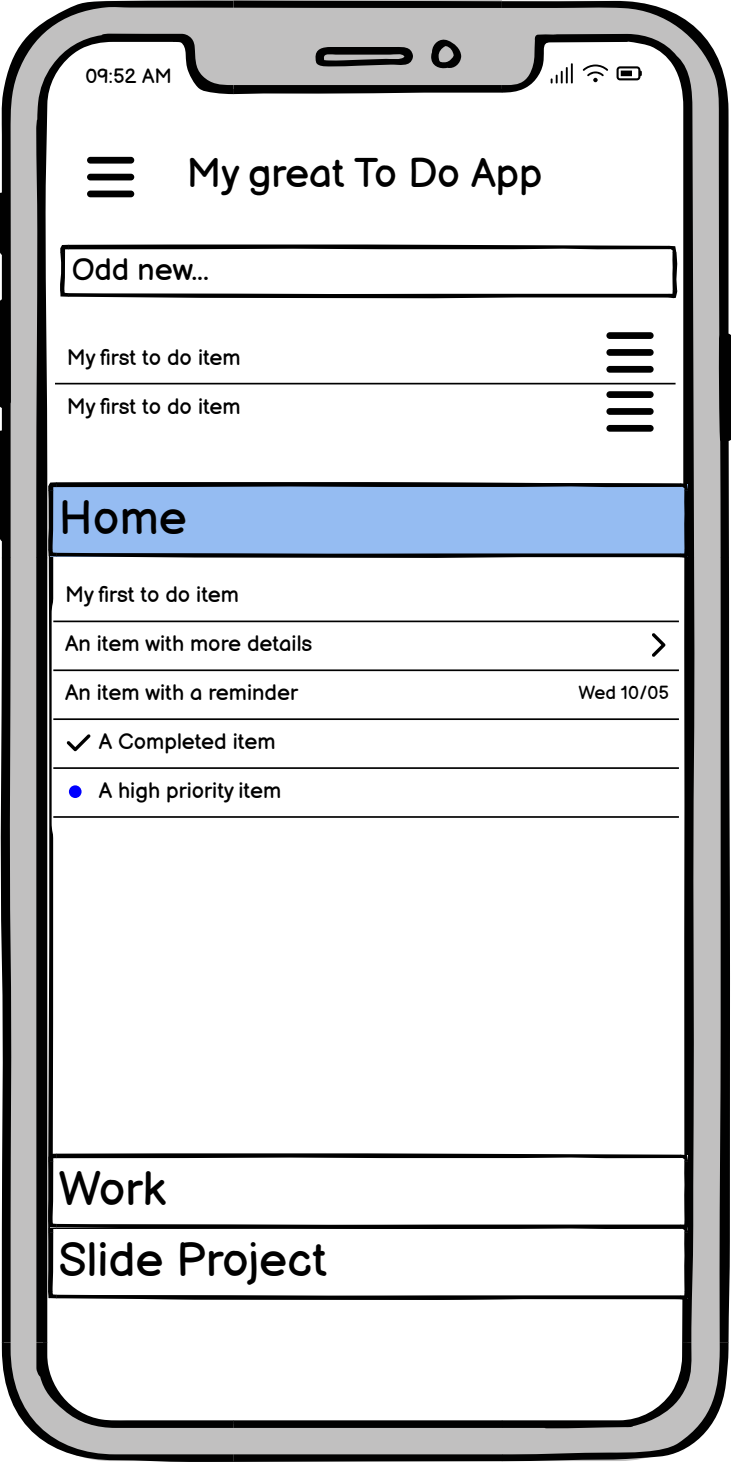 09:52 AM
My great To Do App
Odd new...
My first to do item
My first to do item
Home
My first to do item
An item with more details
An item with a reminder Wed 10/05
A Completed item
A high priority item
Work
Slide Project